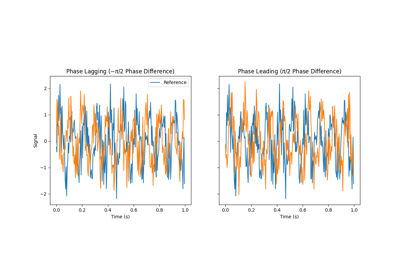 Phase Lagging (−π/2 Phase Difference)
Reference
Signal
2
1
0
−1
−2
0.0 0.2 0.4 0.6 0.8 1.0
Time (s)
Phase Leading (π/2 Phase Difference)
0.0 0.2 0.4 0.6 0.8 1.0
Time (s)